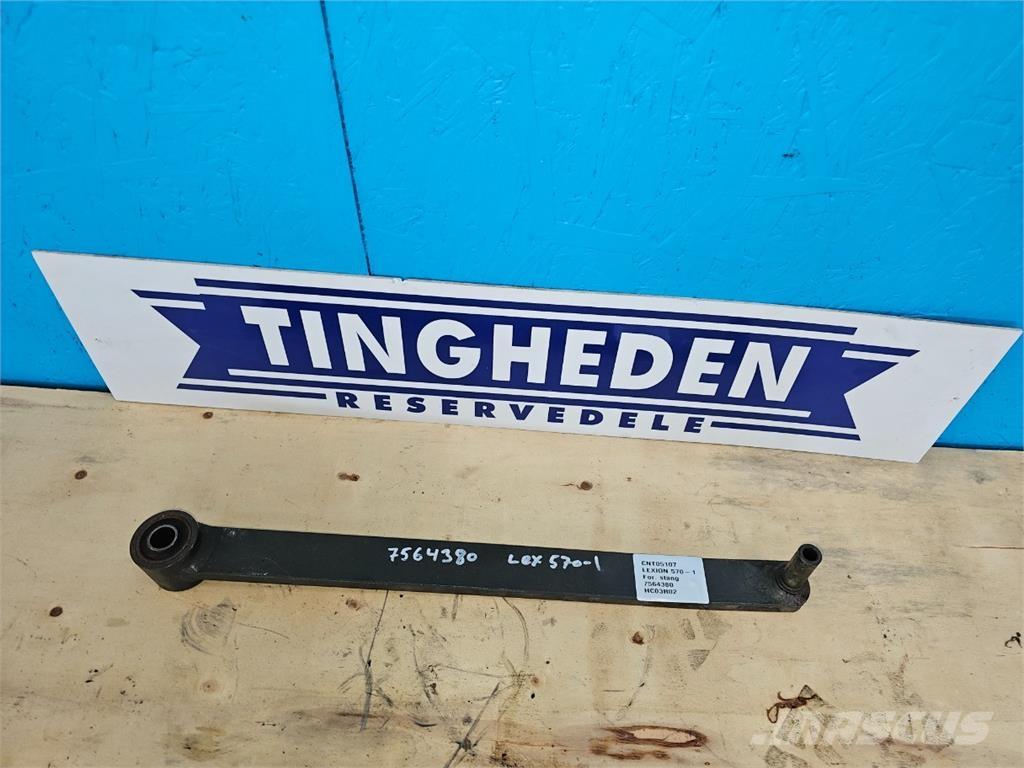 TINGHEDEN
RESERVEDELE
7564380 Lex 570-1
CNT05107
LEXION 570-1
For. stang
7564380
HC03R02
MASCUS